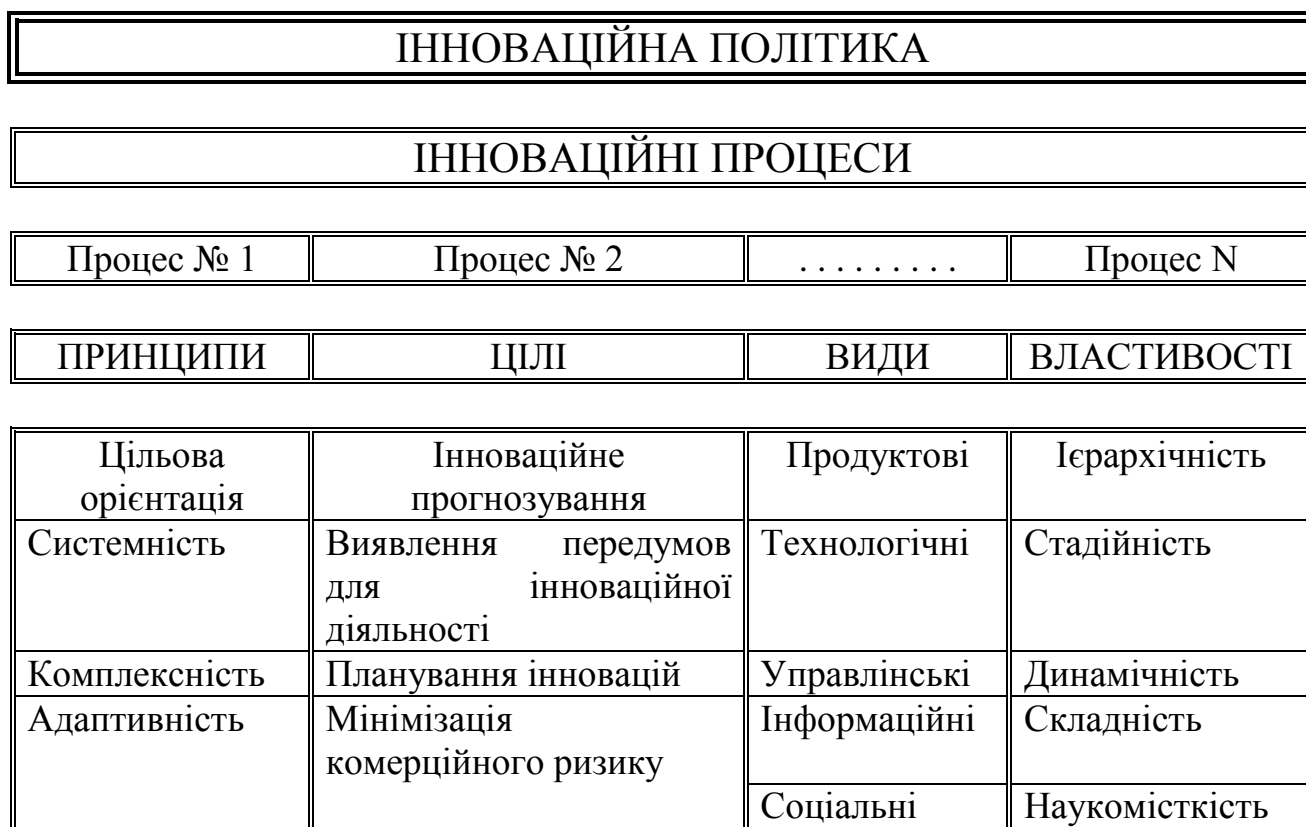 ІННОВАЦІЙНА ПОЛІТИКА
ІННОВАЦІЙНІ ПРОЦЕСИ
Процес № 1 Процес № 2 . . . . . . . . . Процес N
ПРИНЦИПИ ЦІЛІ ВИДИ ВЛАСТИВОСТІ
Цільова Інноваційне Продуктові Ієрархічність
орієнтація прогнозування
Системність Виявлення передумов Технологічні Стадійність
для інноваційної
діяльності
Комплексність Планування інновацій Управлінські Динамічність
Адаптивність Мінімізація Інформаційні Складність
комерційного ризику
Соціальні Наукомісткість